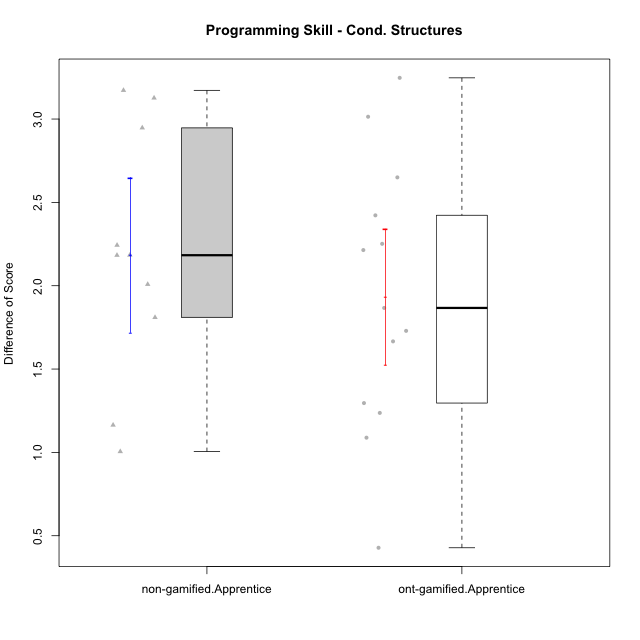 Programming Skill - Cond. Structures
Difference of Score
3.0
2.5
2.0
1.5
1.0
0.5
non-gamified.Apprentice
ont-gamified.Apprentice